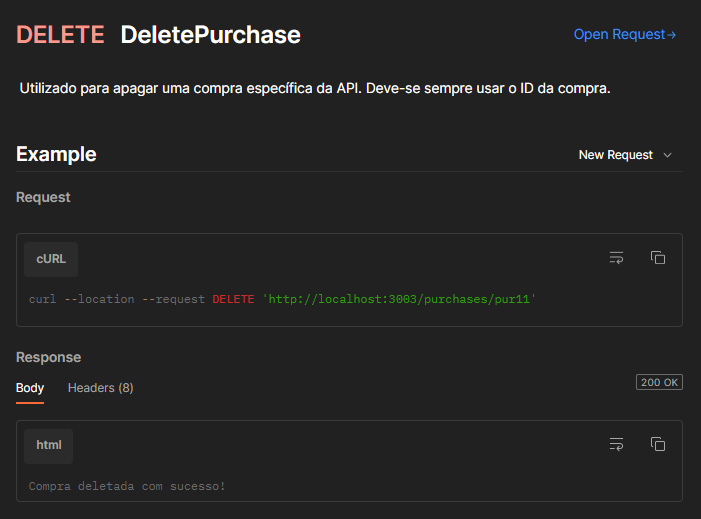 DELETE DeletePurchase
Open Request→
Utilizado para apagar uma compra específica da API. Deve-se sempre usar o ID da compra.
Example
New Request
Request
cURL
curl --location --request DELETE 'http://localhost:3003/purchases/pur11'
Response
Body Headers (8)
200 OK
html
Compra deletada com sucesso!